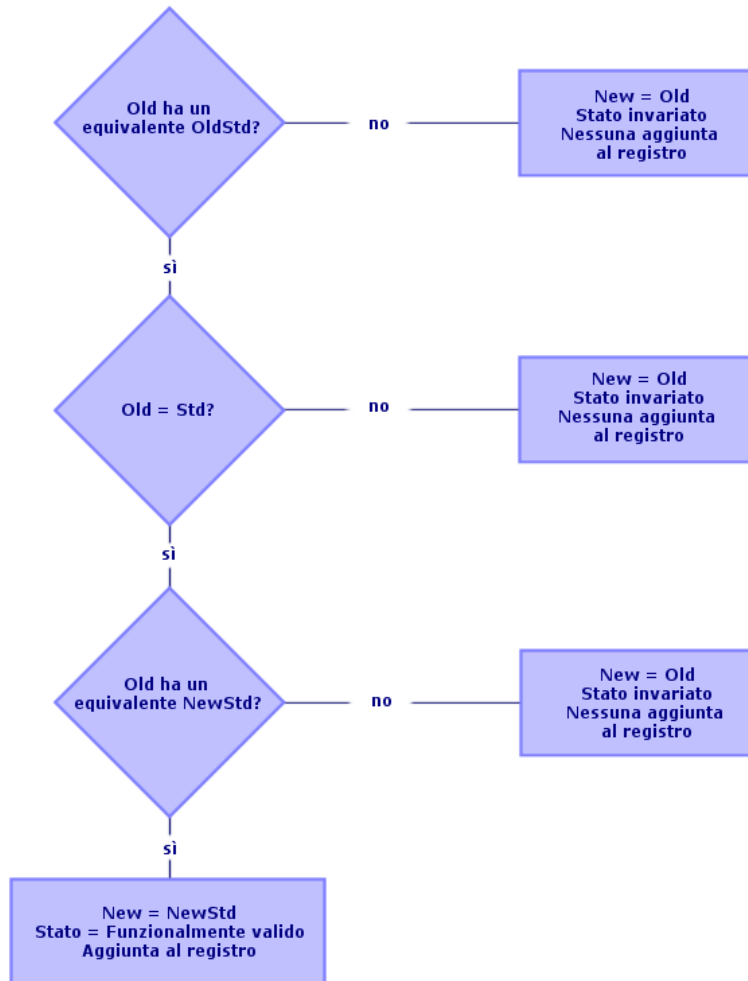 Old ha un
equivalente OldStd?
no
New = Old
Stato invariato
Nessuna aggiunta
al registro
sì
Old = Std?
no
New = Old
Stato invariato
Nessuna aggiunta
al registro
sì
Old ha un
equivalente NewStd?
no
New = Old
Stato invariato
Nessuna aggiunta
al registro
sì
New = NewStd
Stato = Funzionalmente valido
Aggiunta al registro